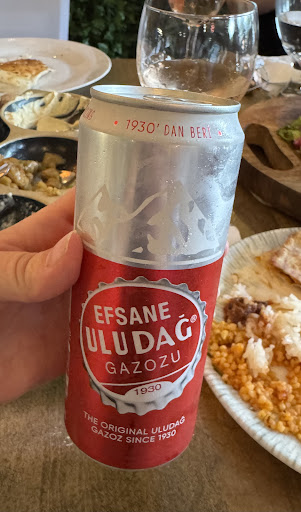 • 1930' DAN BERİ •
EFSANE
ULUDAĞ®
GAZOZU
1930
THE ORIGINAL ULUDAĞ
GAZOZ SINCE 1930